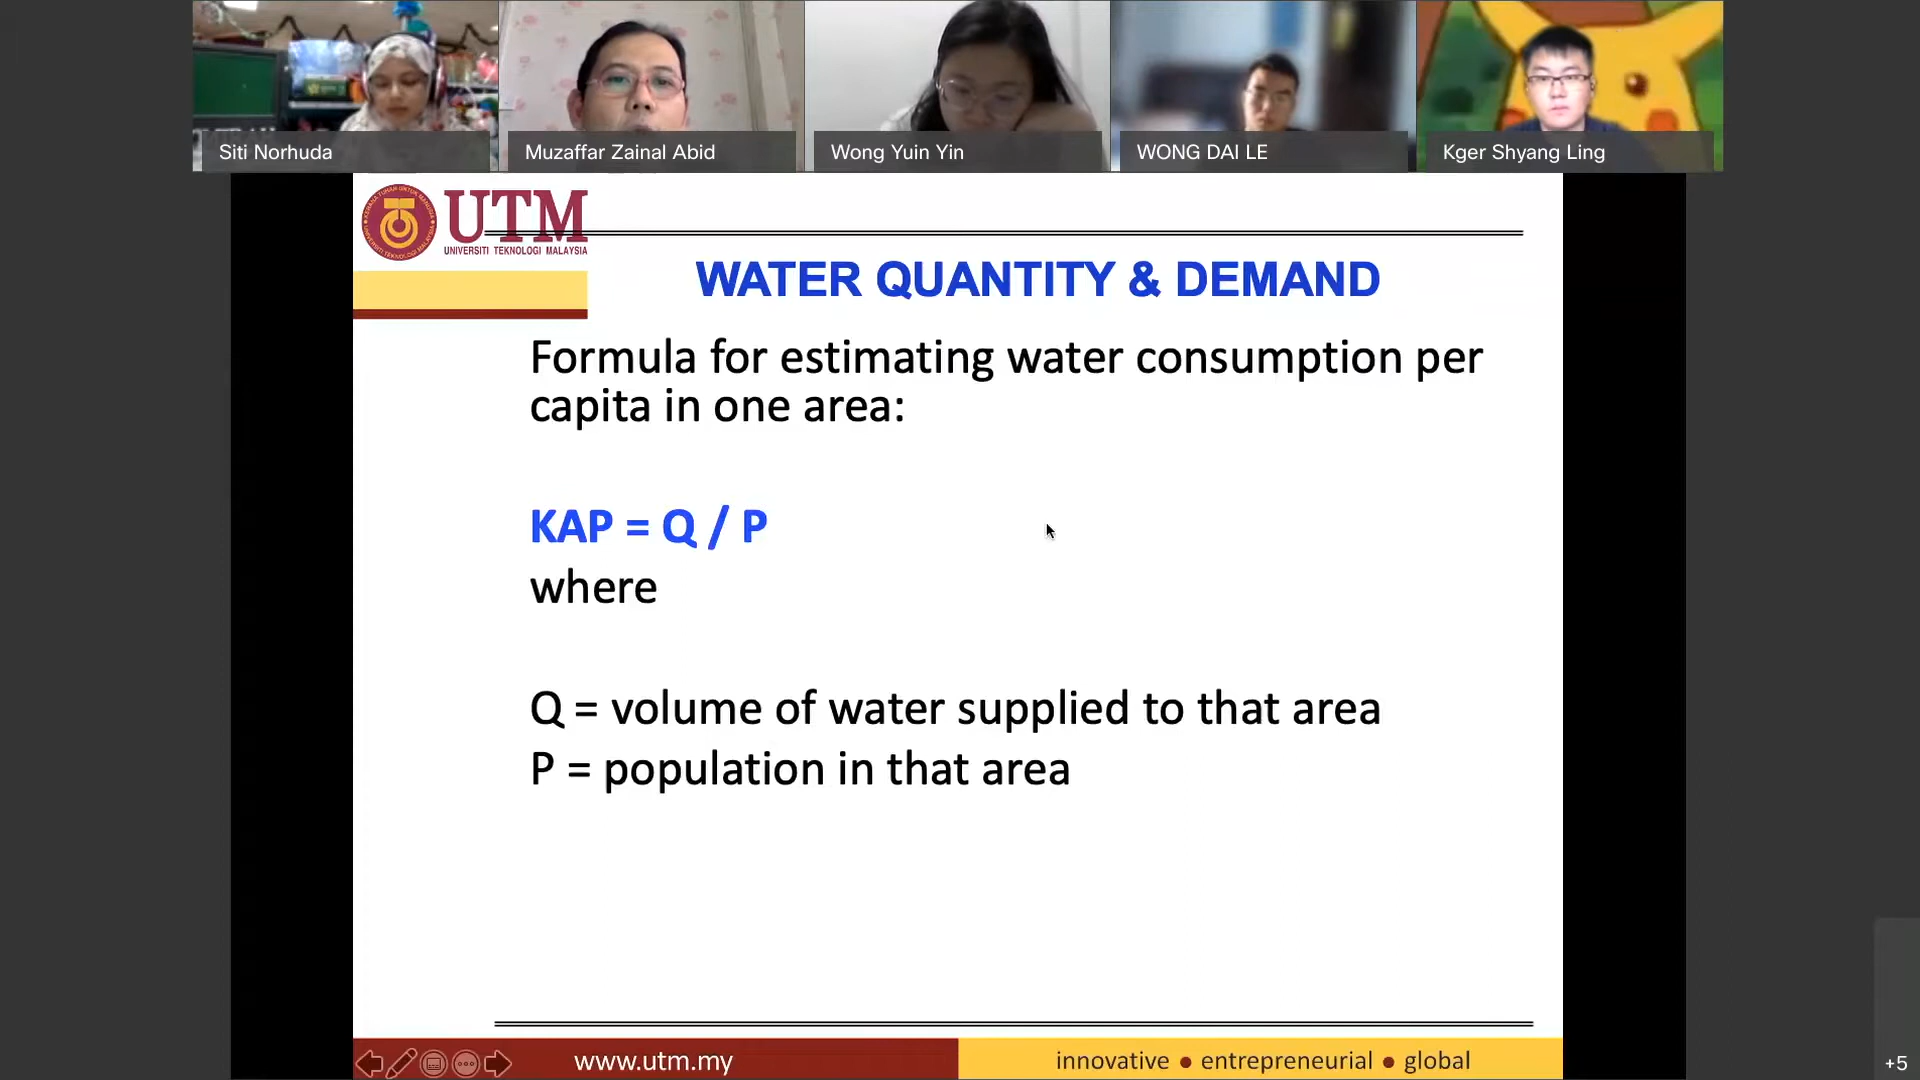 Siti Norhuda
Muzaffar Zainal Abid
Wong Yuin Yin
WONG DAI LE
Kger Shyang Ling
UTM
UNIVERSITI TEKNOLOGI MALAYSIA
WATER QUANTITY & DEMAND
Formula for estimating water consumption per
capita in one area:
KAP = Q / P
where
Q = volume of water supplied to that area
P = population in that area
www.utm.my
innovative ● entrepreneurial ● global
+5